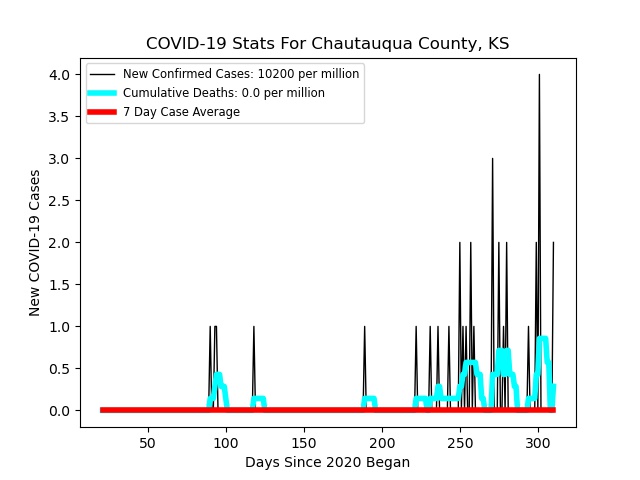 COVID-19 Stats For Chautauqua County, KS
New Confirmed Cases: 10200 per million
Cumulative Deaths: 0.0 per million
7 Day Case Average
4.0
3.5
3.0
2.5
2.0
1.5
1.0
0.5
0.0
New COVID-19 Cases
50 100 150 200 250 300
Days Since 2020 Began